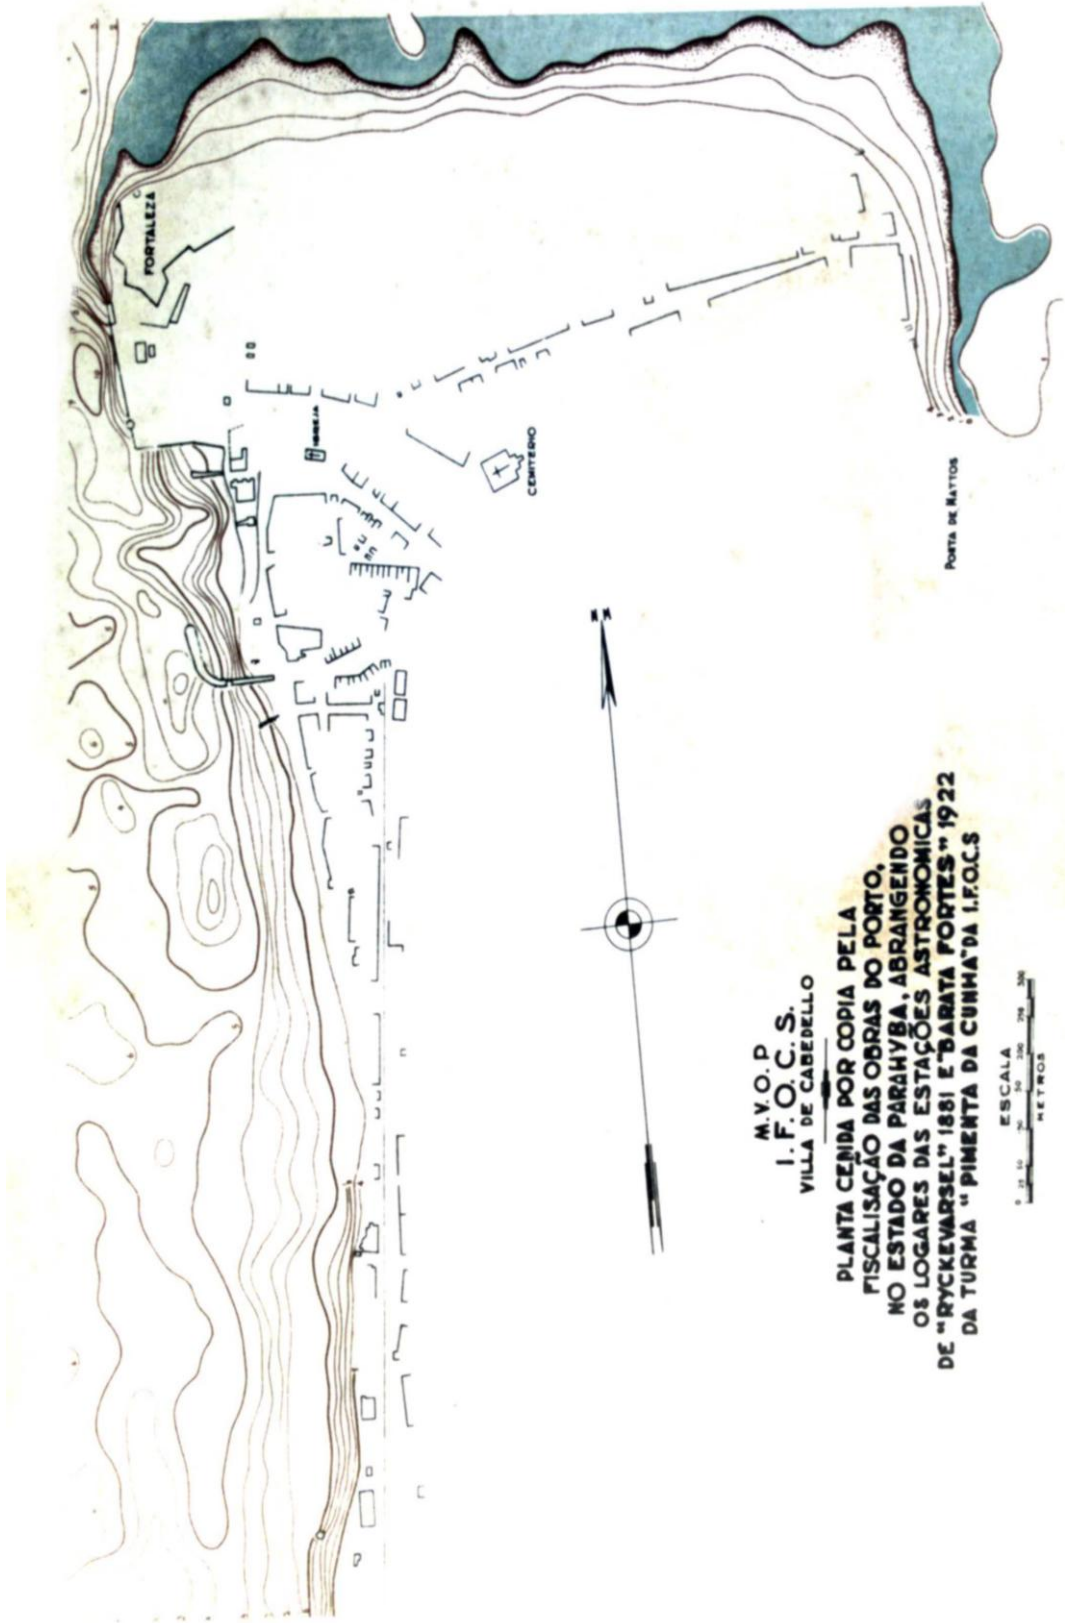 FORTALEZA
IGREJA
CEMITERIO
PONTA DE MATTOS
N M
M.V.O.P
I.F.O.C.S.
VILLA DE CABEDELLO
PLANTA CEDIDA POR COPIA PELA
FISCALISAÇÃO DAS OBRAS DO PORTO,
NO ESTADO DA PARAHYBA, ABRANGENDO
OS LOGARES DAS ESTAÇÕES ASTRONOMICAS
DE "RYCKEVARSEL" 1881 E "BARATA FORTES" 1922
DA TURMA "PIMENTA DA CUNHA" DA I.F.O.C.S
ESCALA
METROS